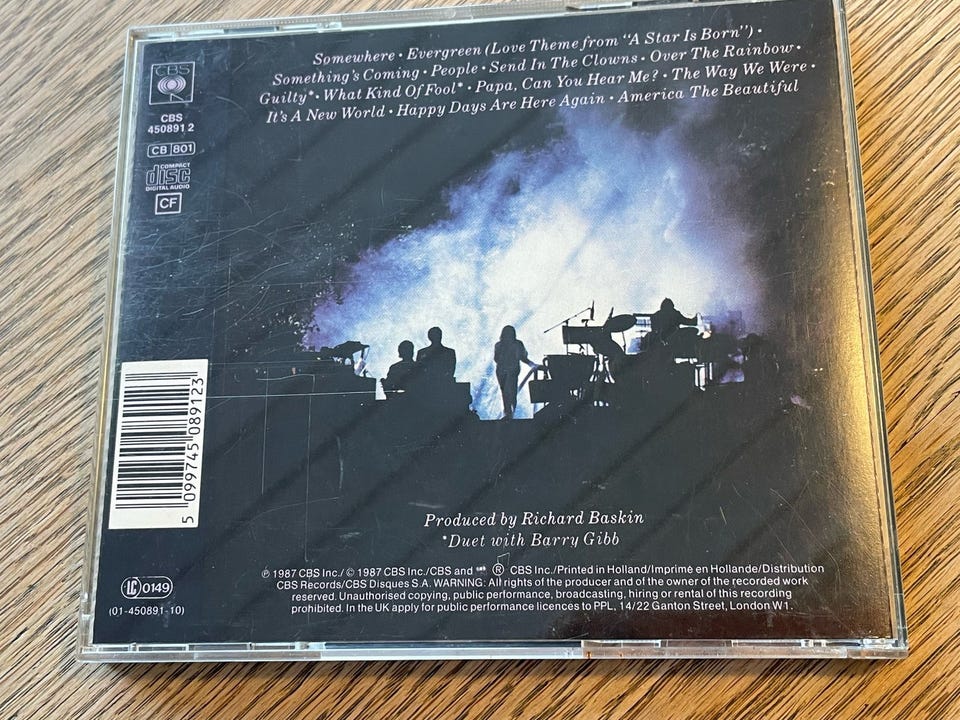 Somewhere • Evergreen (Love Theme from "A Star Is Born") •
Something's Coming • People • Send In The Clowns • Over The Rainbow •
Guilty* • What Kind Of Fool* • Papa, Can You Hear Me? • The Way We Were •
It's A New World • Happy Days Are Here Again • America The Beautiful
CBS
CBS
450891 2
CB 801
COMPACT
disc
DIGITAL AUDIO
CF
5 099745 089123
Produced by Richard Baskin
*Duet with Barry Gibb
LC 0149
(01-450891-10)
℗ 1987 CBS Inc./© 1987 CBS Inc./CBS and ® CBS Inc./Printed in Holland/Imprimé en Hollande/Distribution
CBS Records/CBS Disques S.A. WARNING: All rights of the producer and of the owner of the recorded work
reserved. Unauthorised copying, public performance, broadcasting, hiring or rental of this recording
prohibited. In the UK apply for public performance licences to PPL, 14/22 Ganton Street, London W1.